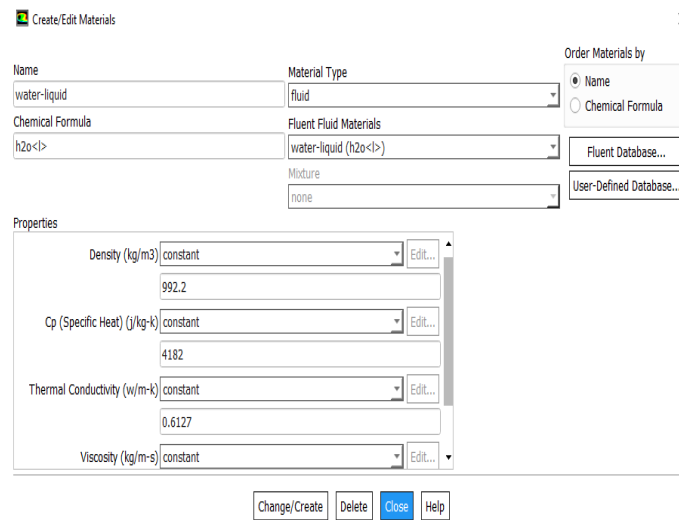 Create/Edit Materials
Name
water-liquid
Chemical Formula
h2o<l>
Material Type
fluid
Fluent Fluid Materials
water-liquid (h2o<l>)
Mixture
none
Order Materials by
Name
Chemical Formula
Fluent Database...
User-Defined Database...
Properties
Density (kg/m3) constant Edit...
992.2
Cp (Specific Heat) (j/kg-k) constant Edit...
4182
Thermal Conductivity (w/m-k) constant Edit...
0.6127
Viscosity (kg/m-s) constant Edit...
Change/Create Delete Close Help